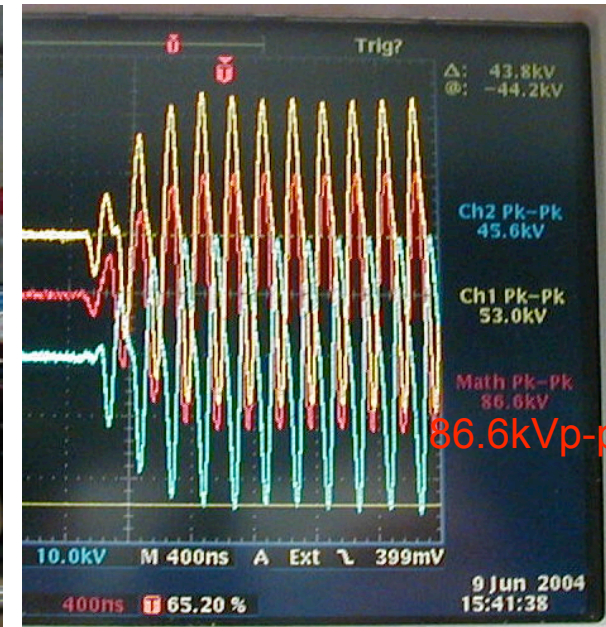 Trig?
Δ: 43.8kV
@: -44.2kV
Ch2 Pk-Pk
45.6kV
Ch1 Pk-Pk
53.0kV
Math Pk-Pk
86.6kV
86.6kVp-p
10.0kV M 400ns A Ext 399mV
9 Jun 2004
400ns T 65.20 % 15:41:38